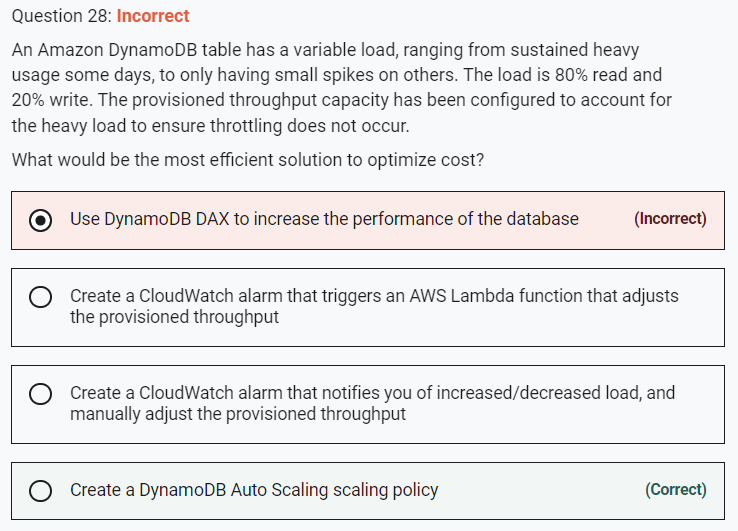 Question 28: Incorrect
An Amazon DynamoDB table has a variable load, ranging from sustained heavy
usage some days, to only having small spikes on others. The load is 80% read and
20% write. The provisioned throughput capacity has been configured to account for
the heavy load to ensure throttling does not occur.
What would be the most efficient solution to optimize cost?
Use DynamoDB DAX to increase the performance of the database (Incorrect)
Create a CloudWatch alarm that triggers an AWS Lambda function that adjusts
the provisioned throughput
Create a CloudWatch alarm that notifies you of increased/decreased load, and
manually adjust the provisioned throughput
Create a DynamoDB Auto Scaling scaling policy (Correct)